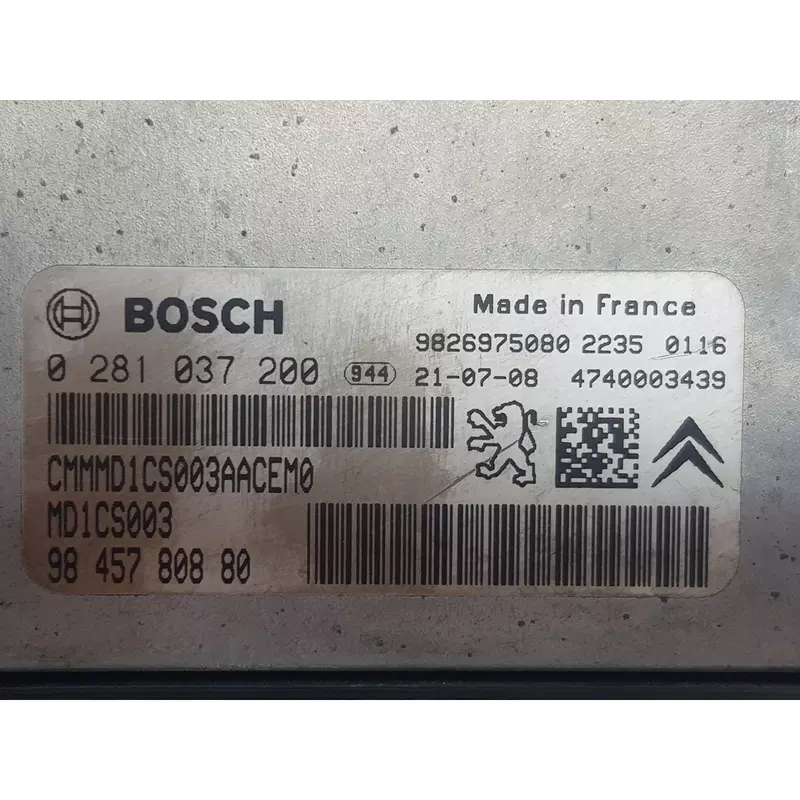 BOSCH
Made in France
9826975080 2235 0116
0 281 037 200 944 21-07-08 4740003439
CMMMD1CS003AACEM0
MD1CS003
98 457 808 80